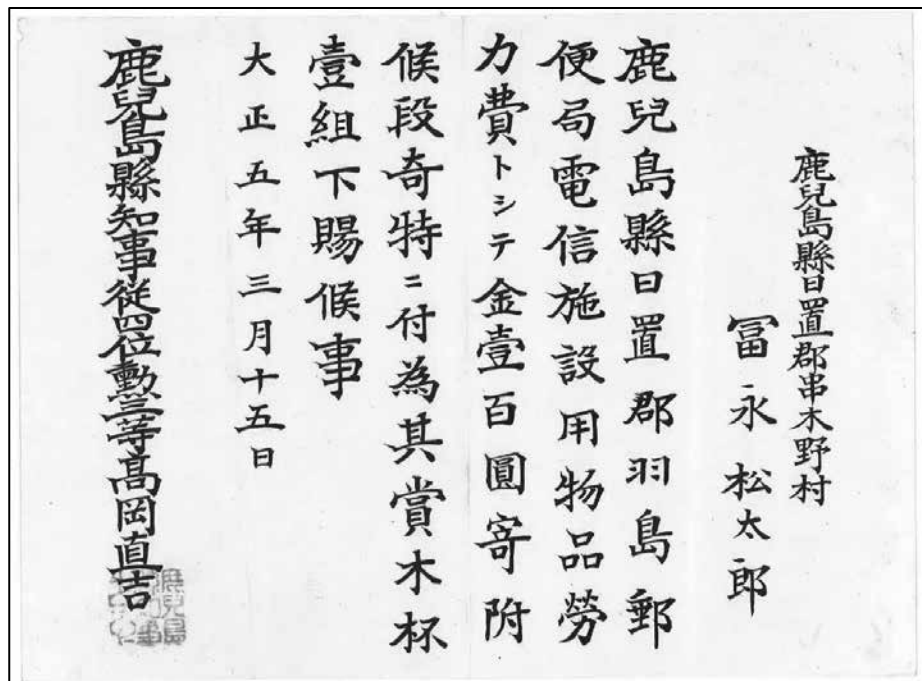 鹿兒島縣日置郡串木野村
冨永松太郎
鹿兒島縣日置郡羽島郵
便局電信施設用物品勞
力費トシテ金壹百圓寄附
候段奇特ニ付為其賞木杯
壹組下賜候事
大正五年三月十五日
鹿兒島縣知事從四位勳三等高岡直吉